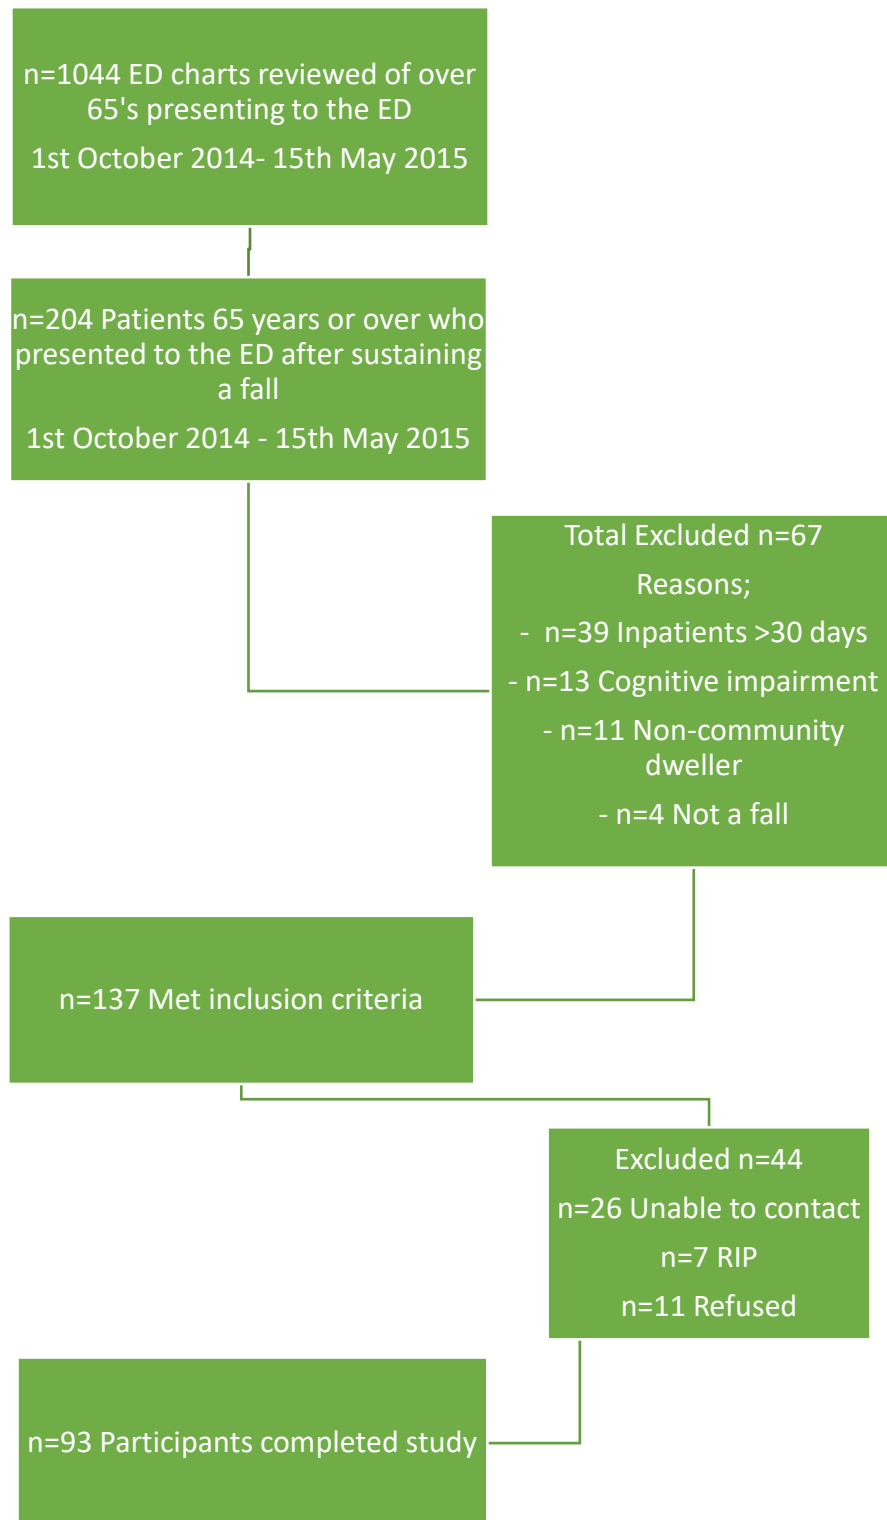 n=1044 ED charts reviewed of over
65's presenting to the ED
1st October 2014- 15th May 2015
n=204 Patients 65 years or over who
presented to the ED after sustaining
a fall
1st October 2014 - 15th May 2015
Total Excluded n=67
Reasons;
- n=39 Inpatients >30 days
- n=13 Cognitive impairment
- n=11 Non-community
dweller
- n=4 Not a fall
n=137 Met inclusion criteria
Excluded n=44
n=26 Unable to contact
n=7 RIP
n=11 Refused
n=93 Participants completed study